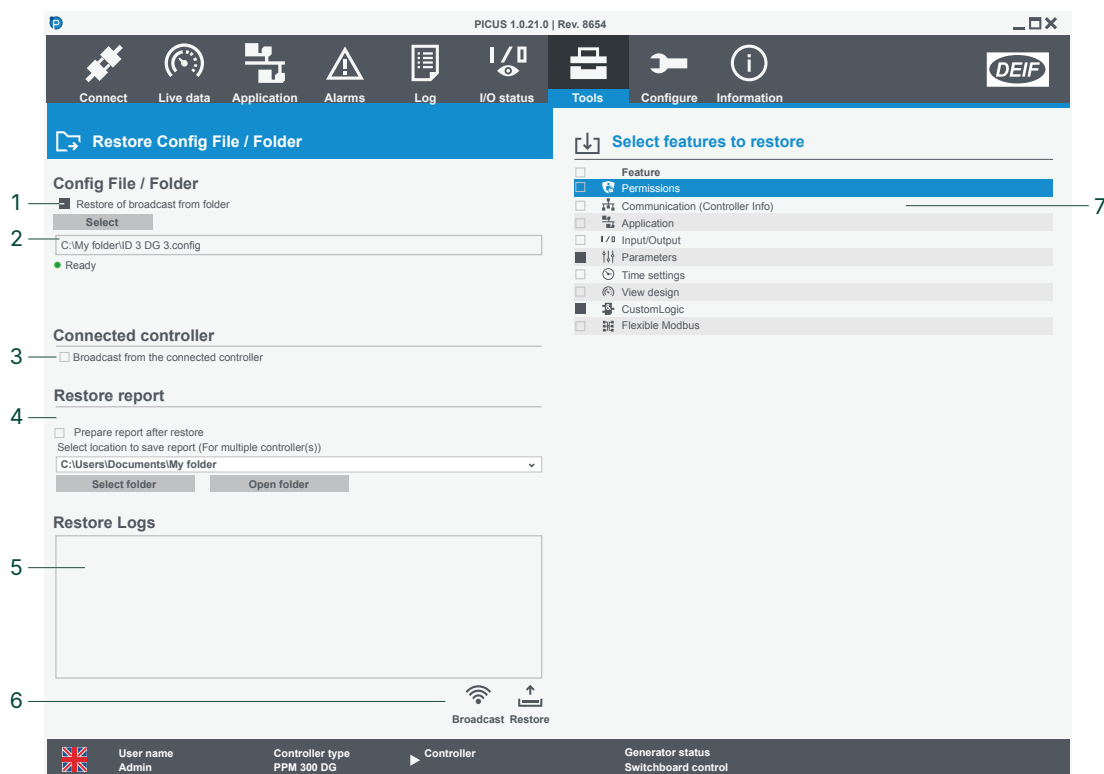 PICUS 1.0.21.0 | Rev. 8654
Connect
Live data
Application
Alarms
Log
I/O status
Tools
Configure
Information
DEIF
Restore Config File / Folder
Config File / Folder
1
Restore of broadcast from folder
Select
2
C:\My folder\ID 3 DG 3.config
Ready
Connected controller
3
Broadcast from the connected controller
Restore report
4
Prepare report after restore
Select location to save report (For multiple controller(s))
C:\Users\Documents\My folder
Select folder
Open folder
Restore Logs
5
6
Broadcast
Restore
Select features to restore
Feature
Permissions
Communication (Controller Info)
7
Application
Input/Output
Parameters
Time settings
View design
CustomLogic
Flexible Modbus
User name
Admin
Controller type
PPM 300 DG
Controller
Generator status
Switchboard control